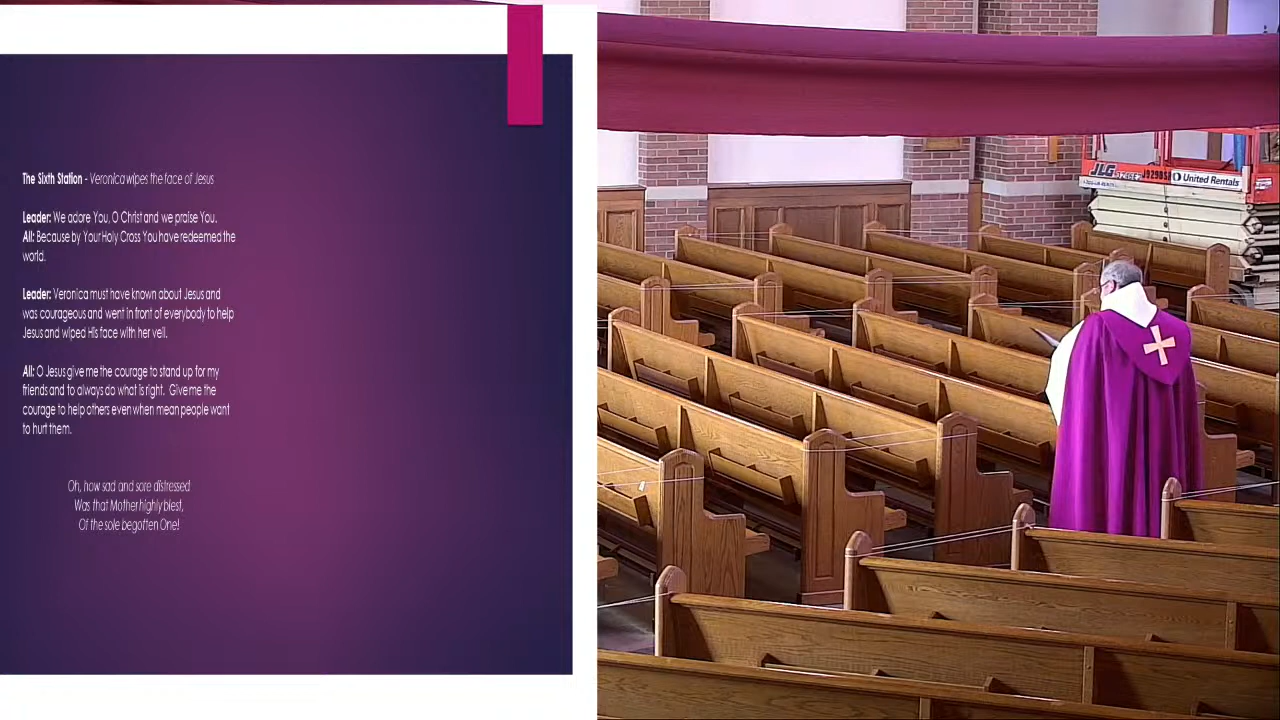 The Sixth Station - Veronica wipes the face of Jesus
Leader: We adore You, O Christ and we praise You.
All: Because by Your Holy Cross You have redeemed the
world.
Leader: Veronica must have known about Jesus and
was courageous and went in front of everybody to help
Jesus and wiped His face with her veil.
All: O Jesus give me the courage to stand up for my
friends and to always do what is right. Give me the
courage to help others even when mean people want
to hurt them.
Oh, how sad and sore distressed
Was that Mother highly blest,
Of the sole begotten One!
JLG
United Rentals